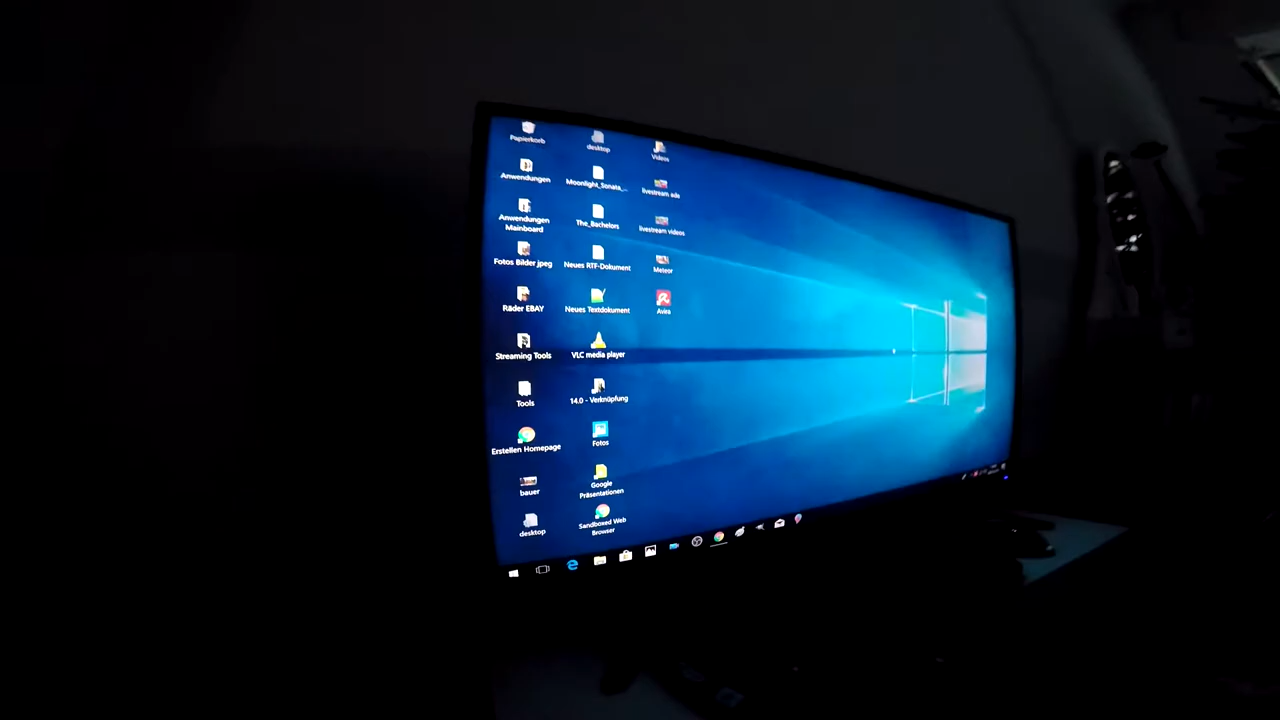 Papierkorb
Anwendungen
Anwendungen
Mainboard
Fotos Bilder jpeg
Räder EBAY
Streaming Tools
Tools
Erstellen Homepage
bauer
desktop
desktop
Moonlight_Sonata_...
The_Bachelors
Neues RTF-Dokument
Neues Textdokument
VLC media player
14.0 - Verknüpfung
Fotos
Google
Präsentationen
Sandboxed Web
Browser
Videos
livestream ads
livestream videos
Meteor
Avira